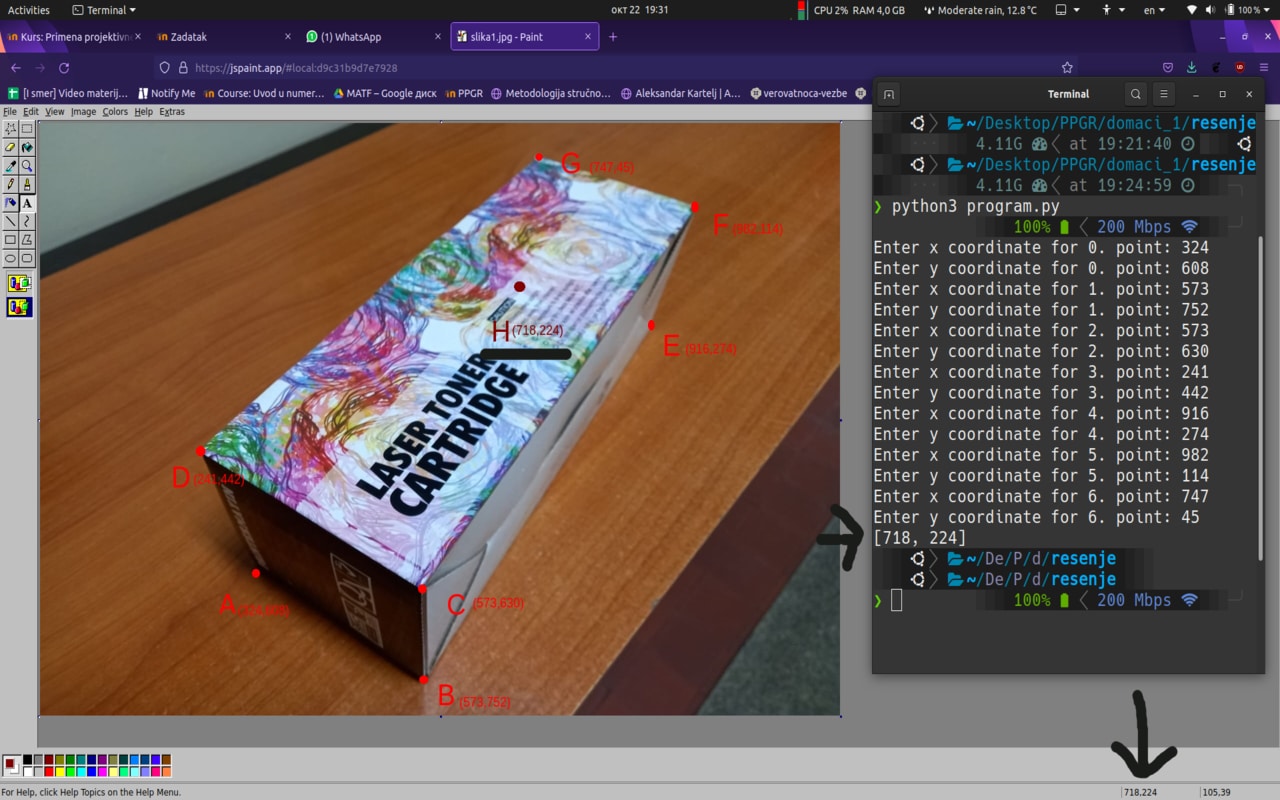 Activities
Terminal
окт 22 19:31
CPU 2% RAM 4,0 GB
Moderate rain, 12.8 °C
en
100 %
Kurs: Primena projektivn
Zadatak
(1) WhatsApp
slika1.jpg - Paint
https://jspaint.app/#local:d9c31b9d7e7928
[I smer] Video materij...
Notify Me
Course: Uvod u numer...
MATF – Google диск
PPGR
Metodologija stručno...
Aleksandar Kartelj | A...
verovatnoca-vezbe
File Edit View Image Colors Help Extras
G (747,45)
F (982,114)
H (718,224)
E (916,274)
LASER TONER
CARTRIDGE
D (241,442)
A (324,608)
C (573,630)
B (573,752)
Terminal
~/Desktop/PPGR/domaci_1/resenje
4.11G at 19:21:40
~/Desktop/PPGR/domaci_1/resenje
4.11G at 19:24:59
❯ python3 program.py
100% 200 Mbps
Enter x coordinate for 0. point: 324
Enter y coordinate for 0. point: 608
Enter x coordinate for 1. point: 573
Enter y coordinate for 1. point: 752
Enter x coordinate for 2. point: 573
Enter y coordinate for 2. point: 630
Enter x coordinate for 3. point: 241
Enter y coordinate for 3. point: 442
Enter x coordinate for 4. point: 916
Enter y coordinate for 4. point: 274
Enter x coordinate for 5. point: 982
Enter y coordinate for 5. point: 114
Enter x coordinate for 6. point: 747
Enter y coordinate for 6. point: 45
[718, 224]
~/De/P/d/resenje
~/De/P/d/resenje
❯
100% 200 Mbps
For Help, click Help Topics on the Help Menu.
718,224
105,39